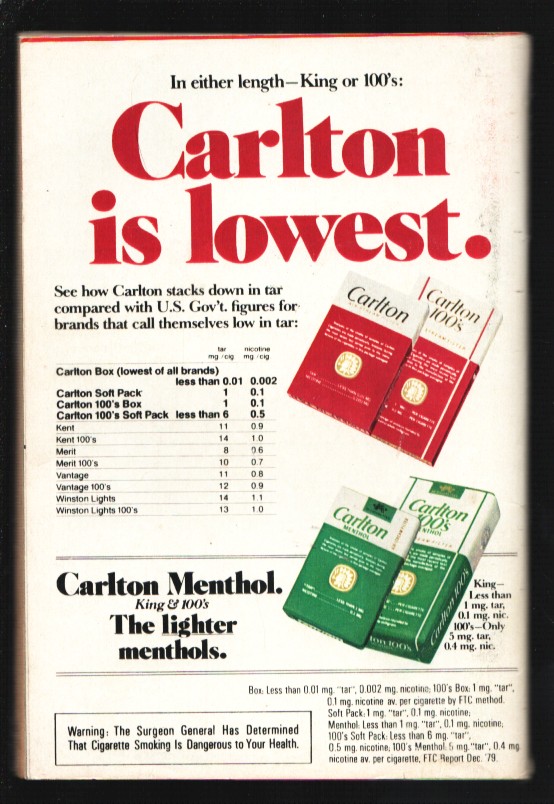 In either length—King or 100's:
Carlton
is lowest.
See how Carlton stacks down in tar
compared with U.S. Gov't. figures for
brands that call themselves low in tar:
tar nicotine
mg /cig mg /cig
Carlton Box (lowest of all brands)
less than 0.01 0.002
Carlton Soft Pack 1 0.1
Carlton 100's Box 1 0.1
Carlton 100's Soft Pack less than 6 0.5
Kent 11 0.9
Kent 100's 14 1.0
Merit 8 0.6
Merit 100's 10 0.7
Vantage 11 0.8
Vantage 100's 12 0.9
Winston Lights 14 1.1
Winston Lights 100's 13 1.0
Carlton
Carlton
100's
Carlton
MENTHOL
Carlton
100's
MENTHOL
Carlton Menthol.
King & 100's
The lighter
menthols.
King—
Less than
1 mg. tar,
0.1 mg. nic.
100's—Only
5 mg. tar,
0.4 mg. nic.
Box: Less than 0.01 mg. "tar", 0.002 mg. nicotine; 100's Box: 1 mg. "tar",
0.1 mg. nicotine av. per cigarette by FTC method.
Soft Pack: 1 mg. "tar", 0.1 mg. nicotine;
Menthol: Less than 1 mg. "tar", 0.1 mg. nicotine;
100's Soft Pack: Less than 6 mg. "tar",
0.5 mg. nicotine; 100's Menthol: 5 mg. "tar", 0.4 mg.
nicotine av. per cigarette, FTC Report Dec. '79.
Warning: The Surgeon General Has Determined
That Cigarette Smoking Is Dangerous to Your Health.